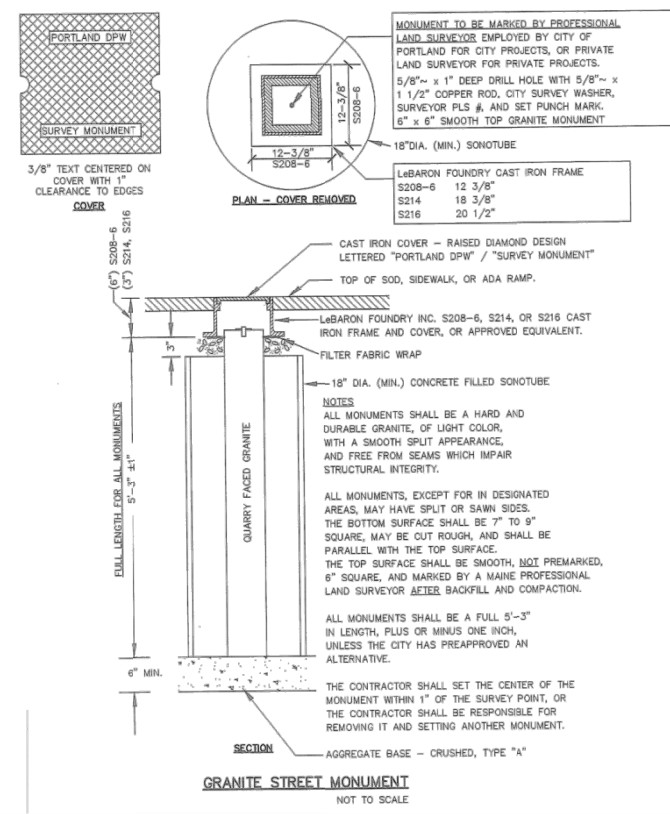 PORTLAND DPW
SURVEY MONUMENT
3/8" TEXT CENTERED ON
COVER WITH 1"
CLEARANCE TO EDGES
COVER
12-3/8"
S208-6
12-3/8"
S208-6
PLAN - COVER REMOVED
MONUMENT TO BE MARKED BY PROFESSIONAL
LAND SURVEYOR EMPLOYED BY CITY OF
PORTLAND FOR CITY PROJECTS, OR PRIVATE
LAND SURVEYOR FOR PRIVATE PROJECTS.
5/8"~ x 1" DEEP DRILL HOLE WITH 5/8"~ x
1 1/2" COPPER ROD, CITY SURVEY WASHER,
SURVEYOR PLS #, AND SET PUNCH MARK.
6" x 6" SMOOTH TOP GRANITE MONUMENT
18"DIA. (MIN.) SONOTUBE
LeBARON FOUNDRY CAST IRON FRAME
S208-6 12 3/8"
S214 18 3/8"
S216 20 1/2"
(6") S208-6
(3") S214, S216
CAST IRON COVER - RAISED DIAMOND DESIGN
LETTERED "PORTLAND DPW" / "SURVEY MONUMENT"
TOP OF SOD, SIDEWALK, OR ADA RAMP.
LeBARON FOUNDRY INC. S208-6, S214, OR S216 CAST
IRON FRAME AND COVER, OR APPROVED EQUIVALENT.
3"
FILTER FABRIC WRAP
18" DIA. (MIN.) CONCRETE FILLED SONOTUBE
FULL LENGTH FOR ALL MONUMENTS
5'-3" ±1"
QUARRY FACED GRANITE
6" MIN.
NOTES
ALL MONUMENTS SHALL BE A HARD AND
DURABLE GRANITE, OF LIGHT COLOR,
WITH A SMOOTH SPLIT APPEARANCE,
AND FREE FROM SEAMS WHICH IMPAIR
STRUCTURAL INTEGRITY.
ALL MONUMENTS, EXCEPT FOR IN DESIGNATED
AREAS, MAY HAVE SPLIT OR SAWN SIDES.
THE BOTTOM SURFACE SHALL BE 7" TO 9"
SQUARE, MAY BE CUT ROUGH, AND SHALL BE
PARALLEL WITH THE TOP SURFACE.
THE TOP SURFACE SHALL BE SMOOTH, NOT PREMARKED,
6" SQUARE, AND MARKED BY A MAINE PROFESSIONAL
LAND SURVEYOR AFTER BACKFILL AND COMPACTION.
ALL MONUMENTS SHALL BE A FULL 5'-3"
IN LENGTH, PLUS OR MINUS ONE INCH,
UNLESS THE CITY HAS PREAPPROVED AN
ALTERNATIVE.
THE CONTRACTOR SHALL SET THE CENTER OF THE
MONUMENT WITHIN 1" OF THE SURVEY POINT, OR
THE CONTRACTOR SHALL BE RESPONSIBLE FOR
REMOVING IT AND SETTING ANOTHER MONUMENT.
SECTION
AGGREGATE BASE - CRUSHED, TYPE "A"
GRANITE STREET MONUMENT
NOT TO SCALE